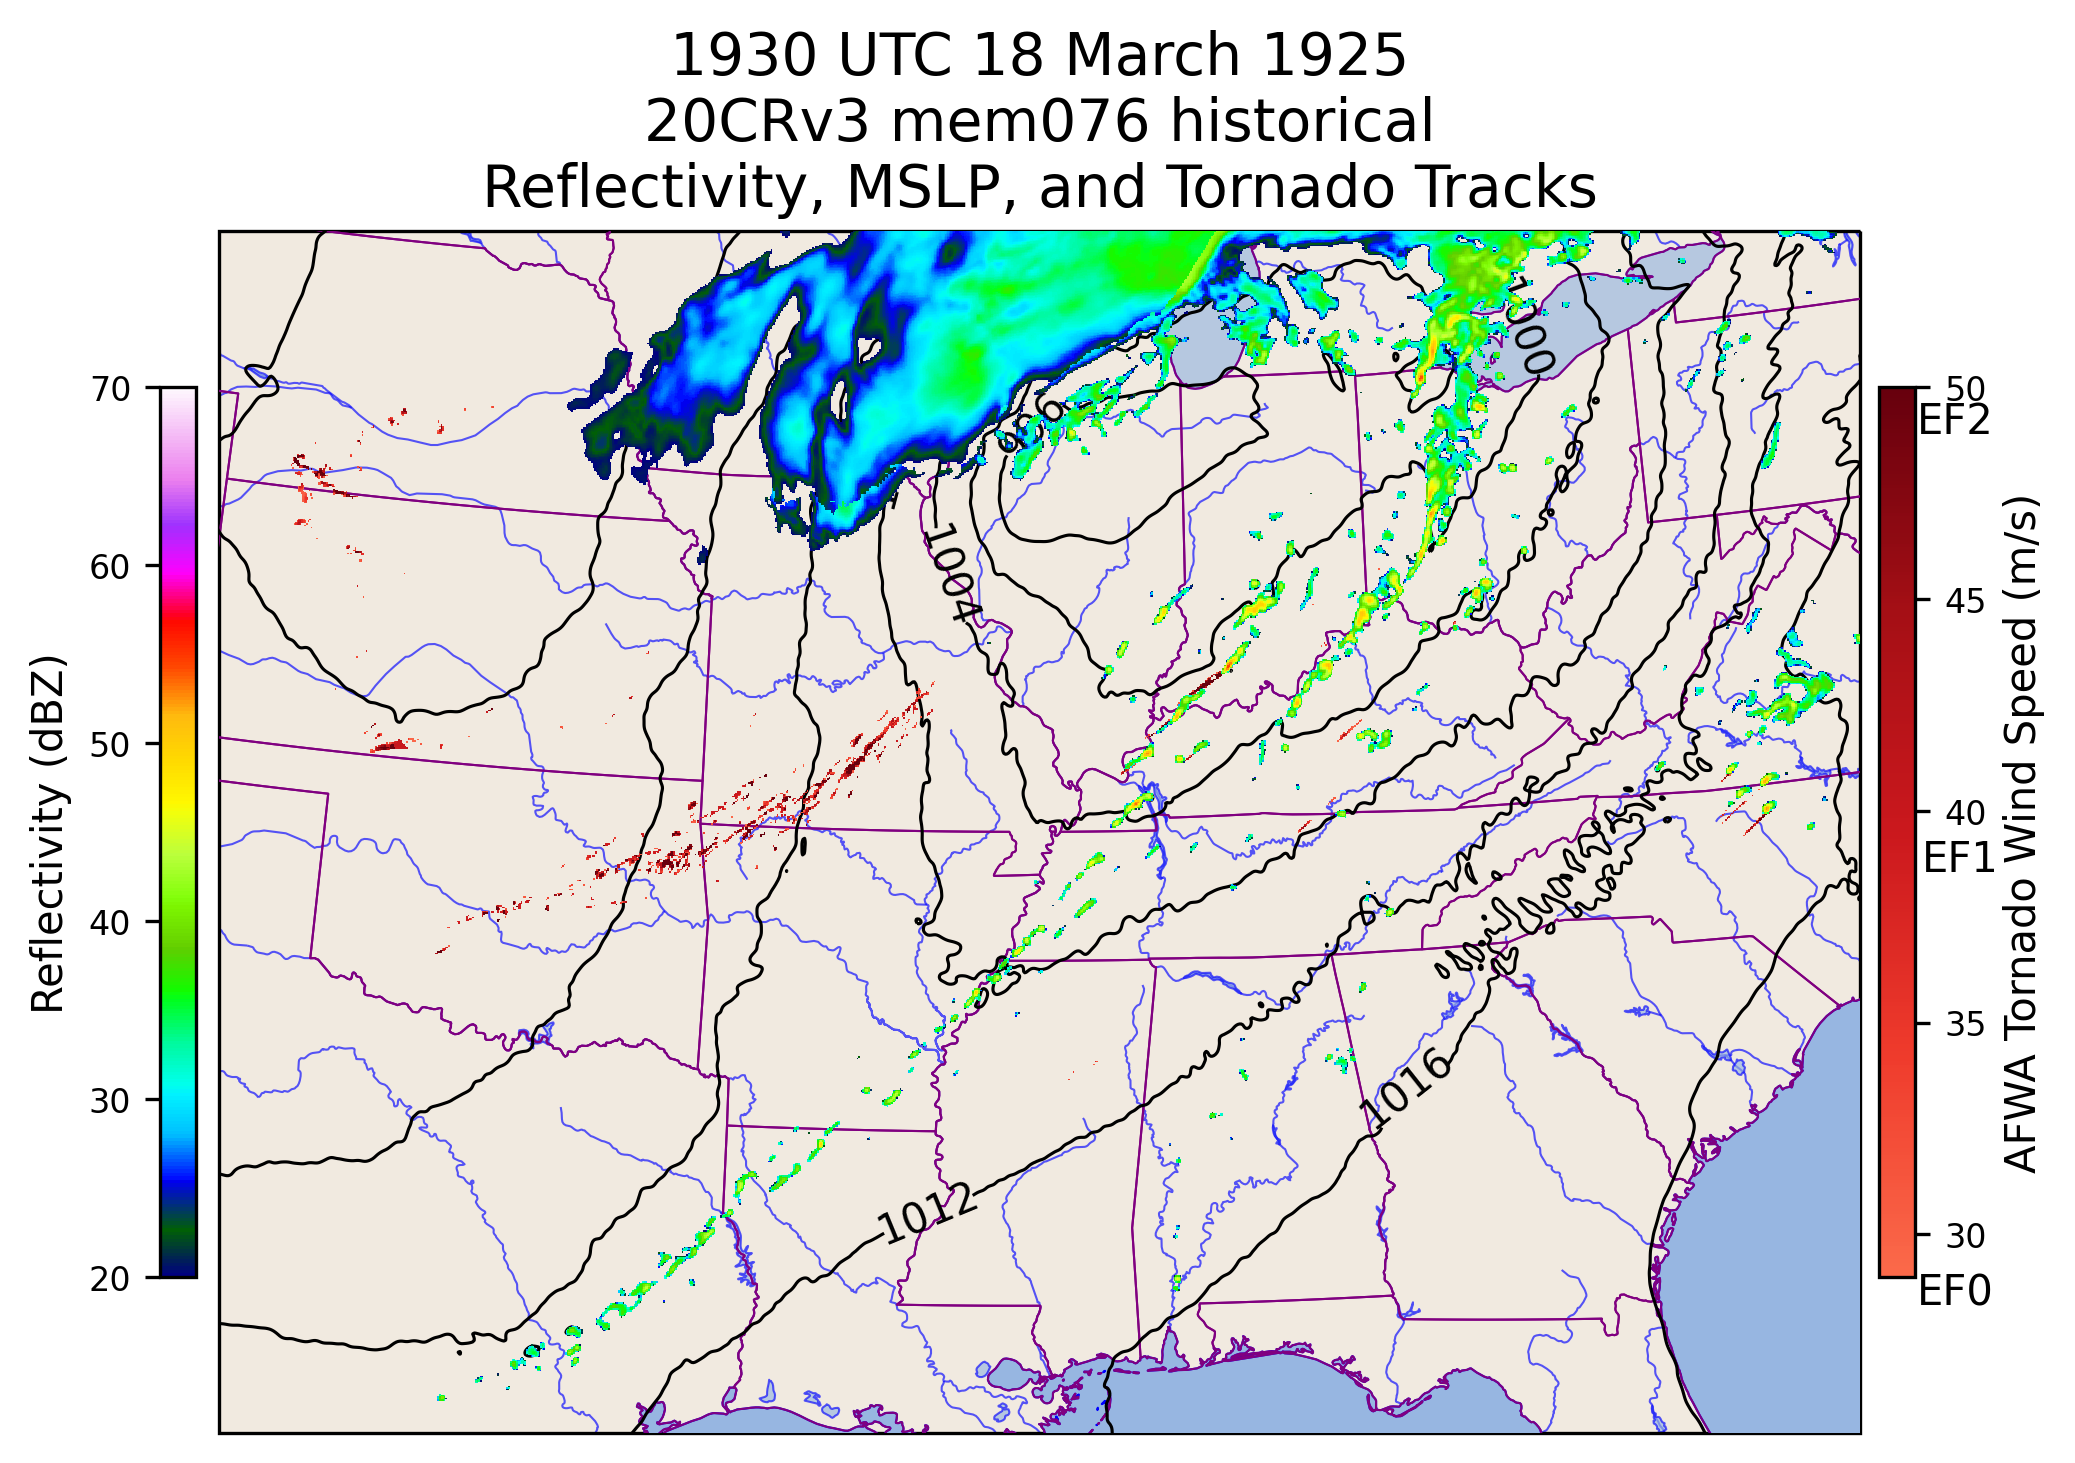 1930 UTC 18 March 1925
20CRv3 mem076 historical
Reflectivity, MSLP, and Tornado Tracks
1000
996
1004
1012
1016
70
60
50
40
30
20
Reflectivity (dBZ)
50
EF2
45
40
EF1
35
30
EF0
AFWA Tornado Wind Speed (m/s)